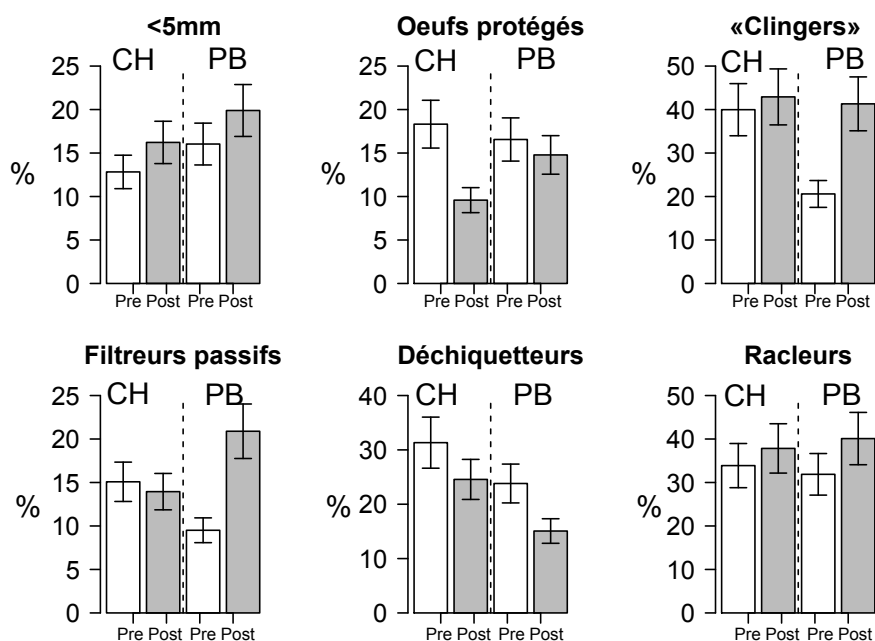 <5mm
25
20
15
10
5
0
%
CH
PB
Pre Post Pre Post
Oeufs protégés
25
20
15
10
5
0
%
CH
PB
Pre Post Pre Post
«Clingers»
50
40
30
20
10
0
%
CH
PB
Pre Post Pre Post
Filtreurs passifs
25
20
15
10
5
0
%
CH
PB
Pre Post Pre Post
Déchiquetteurs
40
30
20
10
0
%
CH
PB
Pre Post Pre Post
Racleurs
50
40
30
20
10
0
%
CH
PB
Pre Post Pre Post